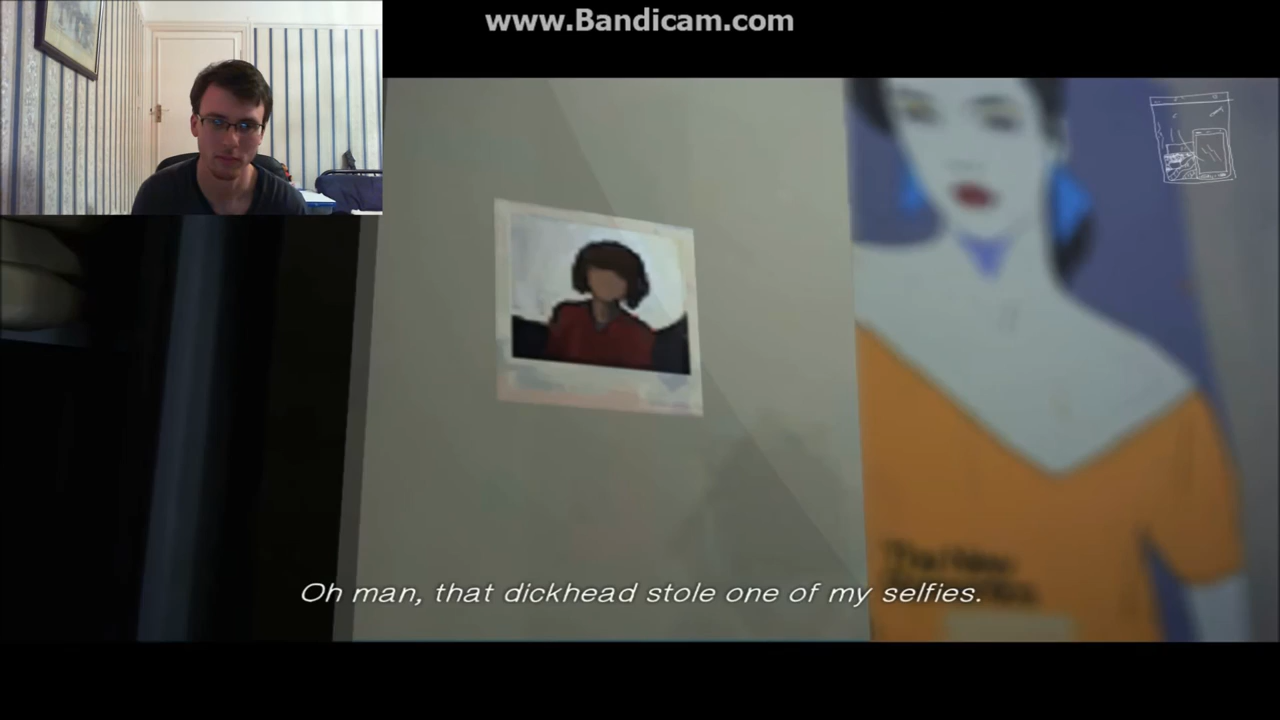 www.Bandicam.com
Oh man, that dickhead stole one of my selfies.